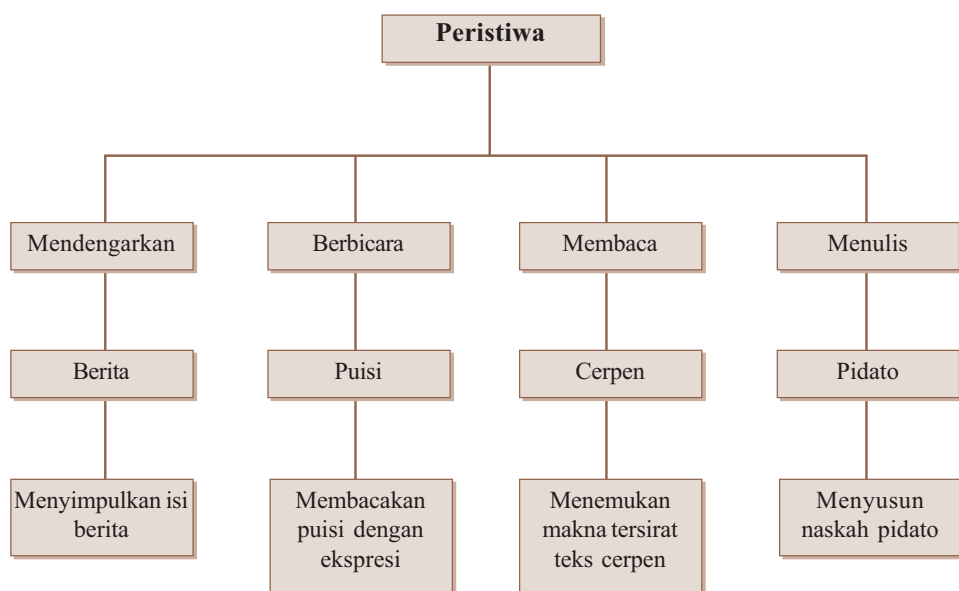 Peristiwa
Mendengarkan
Berbicara
Membaca
Menulis
Berita
Puisi
Cerpen
Pidato
Menyimpulkan isi
berita
Membacakan
puisi dengan
ekspresi
Menemukan
makna tersirat
teks cerpen
Menyusun
naskah pidato